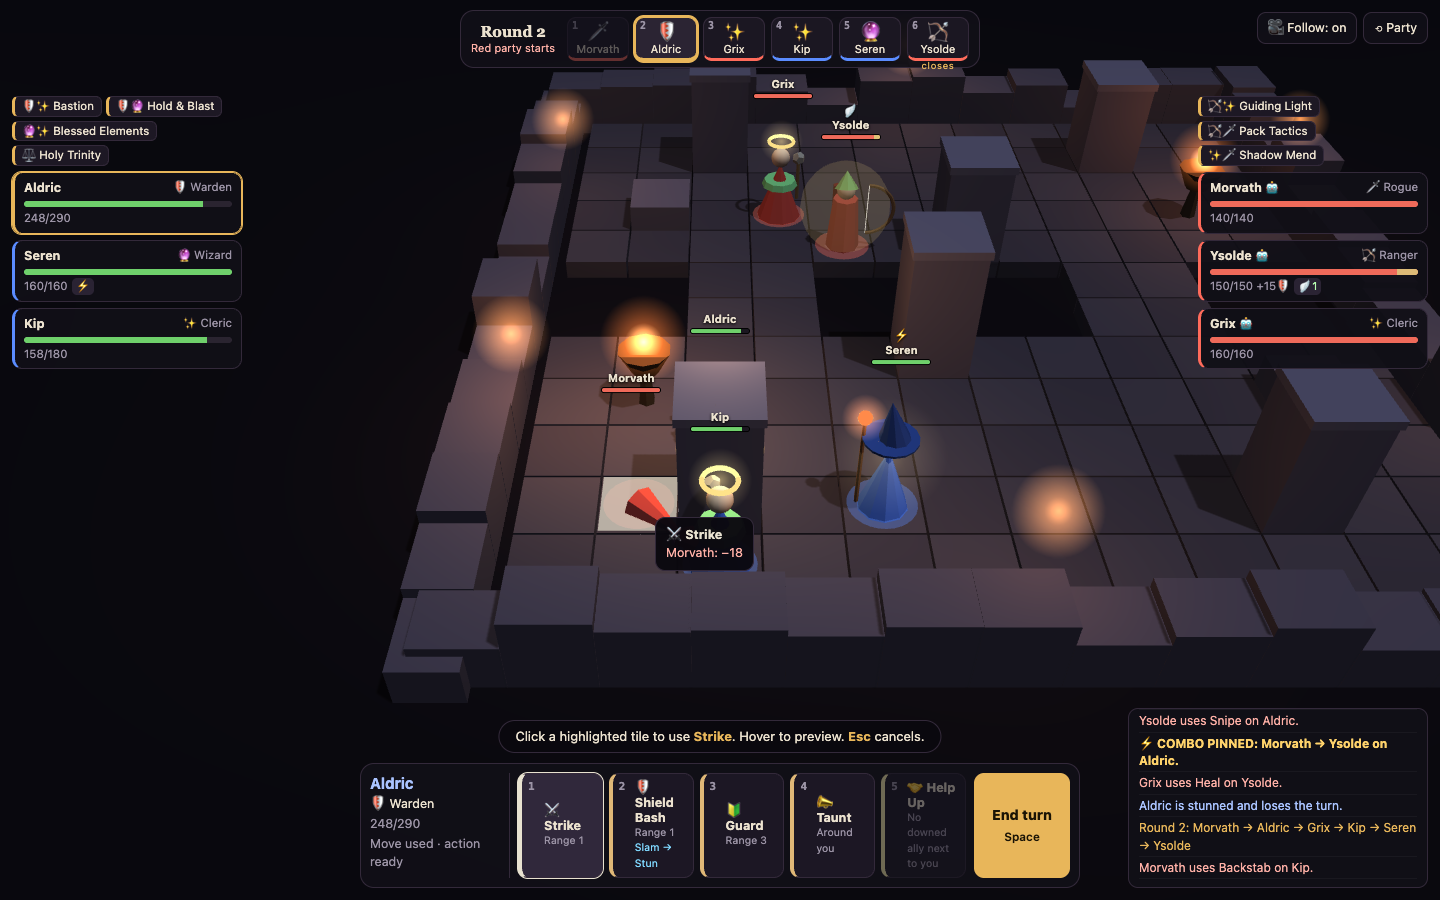 Round 2
Red party starts
1 Morvath
2 Aldric
3 Grix
4 Kip
5 Seren
6 Ysolde
closes
Follow: on
Party
Bastion
Hold & Blast
Blessed Elements
Holy Trinity
Aldric Warden
248/290
Seren Wizard
160/160
Kip Cleric
158/180
Guiding Light
Pack Tactics
Shadow Mend
Morvath Rogue
140/140
Ysolde Ranger
150/150 +15 1
Grix Cleric
160/160
Grix
Ysolde
Aldric
Seren
Morvath
Kip
Strike
Morvath: −18
Click a highlighted tile to use Strike. Hover to preview. Esc cancels.
Aldric
Warden
248/290
Move used · action
ready
1
Strike
Range 1
2
Shield
Bash
Range 1
Slam →
Stun
3
Guard
Range 3
4
Taunt
Around
you
5 Help
Up
No
downed
ally next
to you
End turn
Space
Ysolde uses Snipe on Aldric.
⚡ COMBO PINNED: Morvath → Ysolde on
Aldric.
Grix uses Heal on Ysolde.
Aldric is stunned and loses the turn.
Round 2: Morvath → Aldric → Grix → Kip → Seren
→ Ysolde
Morvath uses Backstab on Kip.